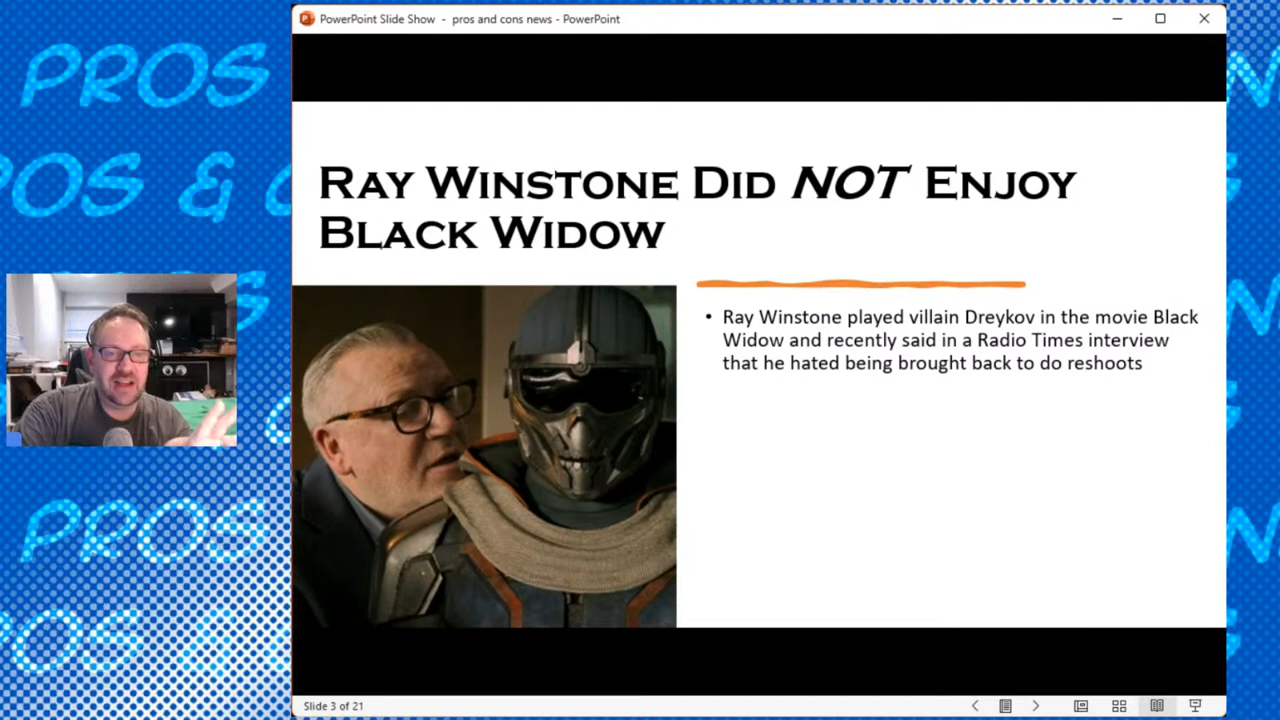 PowerPoint Slide Show - pros and cons news - PowerPoint
PROS
POS & C
RAY WINSTONE DID NOT ENJOY
BLACK WIDOW
• Ray Winstone played villain Dreykov in the movie Black
Widow and recently said in a Radio Times interview
that he hated being brought back to do reshoots
PROS
Slide 3 of 21